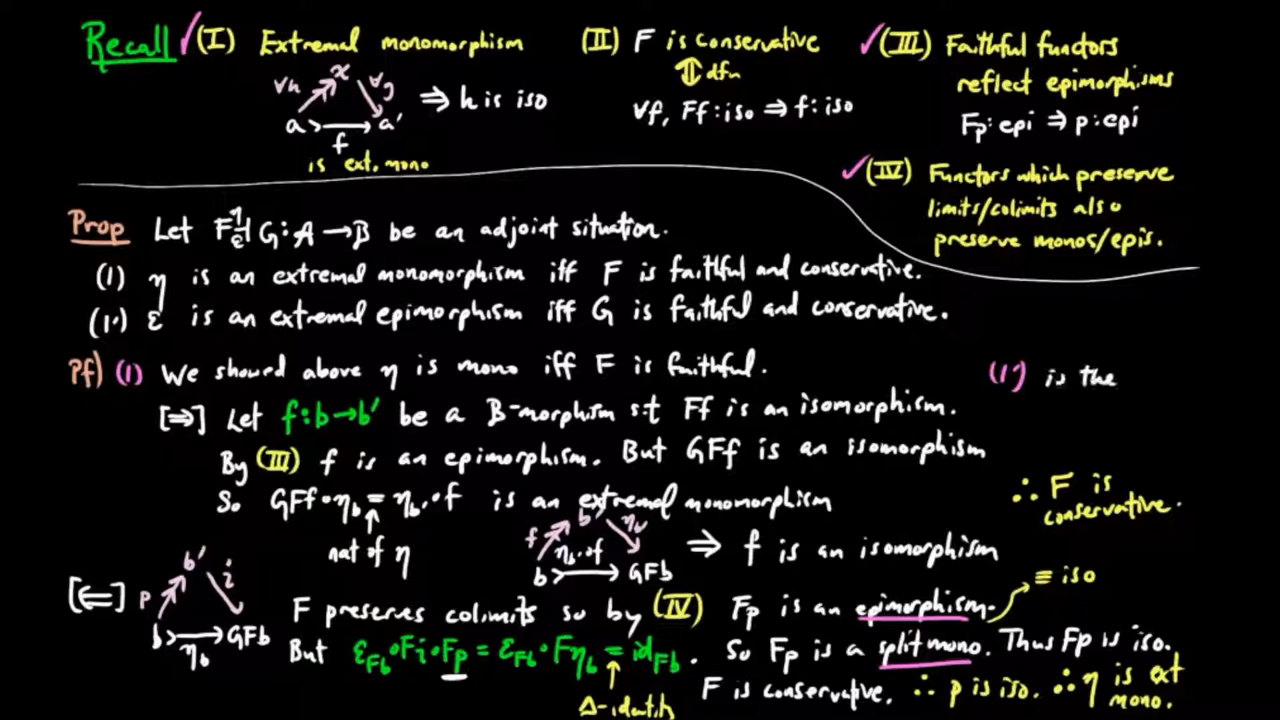 Recall ✓(I) Extremal monomorphism
∀h x ∀g
a f a' ⇒ h is iso
is ext. mono
(II) F is conservative
⇕ dfn
∀f, Ff : iso ⇒ f : iso
✓(III) Faithful functors
reflect epimorphisms
Fp : epi ⇒ p : epi
✓(IV) Functors which preserve
limits/colimits also
preserve monos/epis.
Prop Let F η/ε ⊣ G : A → B be an adjoint situation.
(1) η is an extremal monomorphism iff F is faithful and conservative.
(1') ε is an extremal epimorphism iff G is faithful and conservative.
Pf) (1) We showed above η is mono iff F is faithful.
(1') is the
[⇒] Let f : b → b' be a B-morphism s.t Ff is an isomorphism.
By (III) f is an epimorphism. But GFf is an isomorphism
So GFf ∘ η_b = η_b' ∘ f is an extremal monomorphism
nat of η
f b' η_b'
b η_b' ∘ f GFb ⇒ f is an isomorphism
∴ F is
conservative.
[⇐] p b' i
b η_b GFb
F preserves colimits so by (IV) Fp is an epimorphism.
≡ iso
But ε_Fb ∘ Fi ∘ Fp = ε_Fb ∘ Fη_b = id_Fb. So Fp is a split mono. Thus Fp is iso.
Δ-identity
F is conservative. ∴ p is iso. ∴ η is ext
mono.